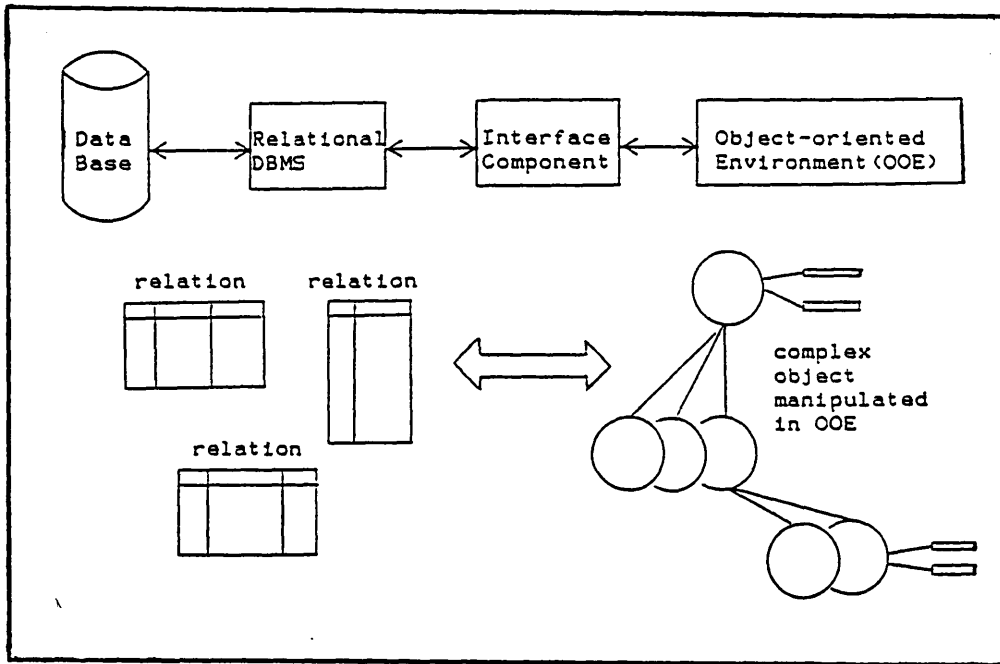 Data
Base
Relational
DBMS
Interface
Component
Object-oriented
Environment(OOE)
relation
relation
relation
complex
object
manipulated
in OOE